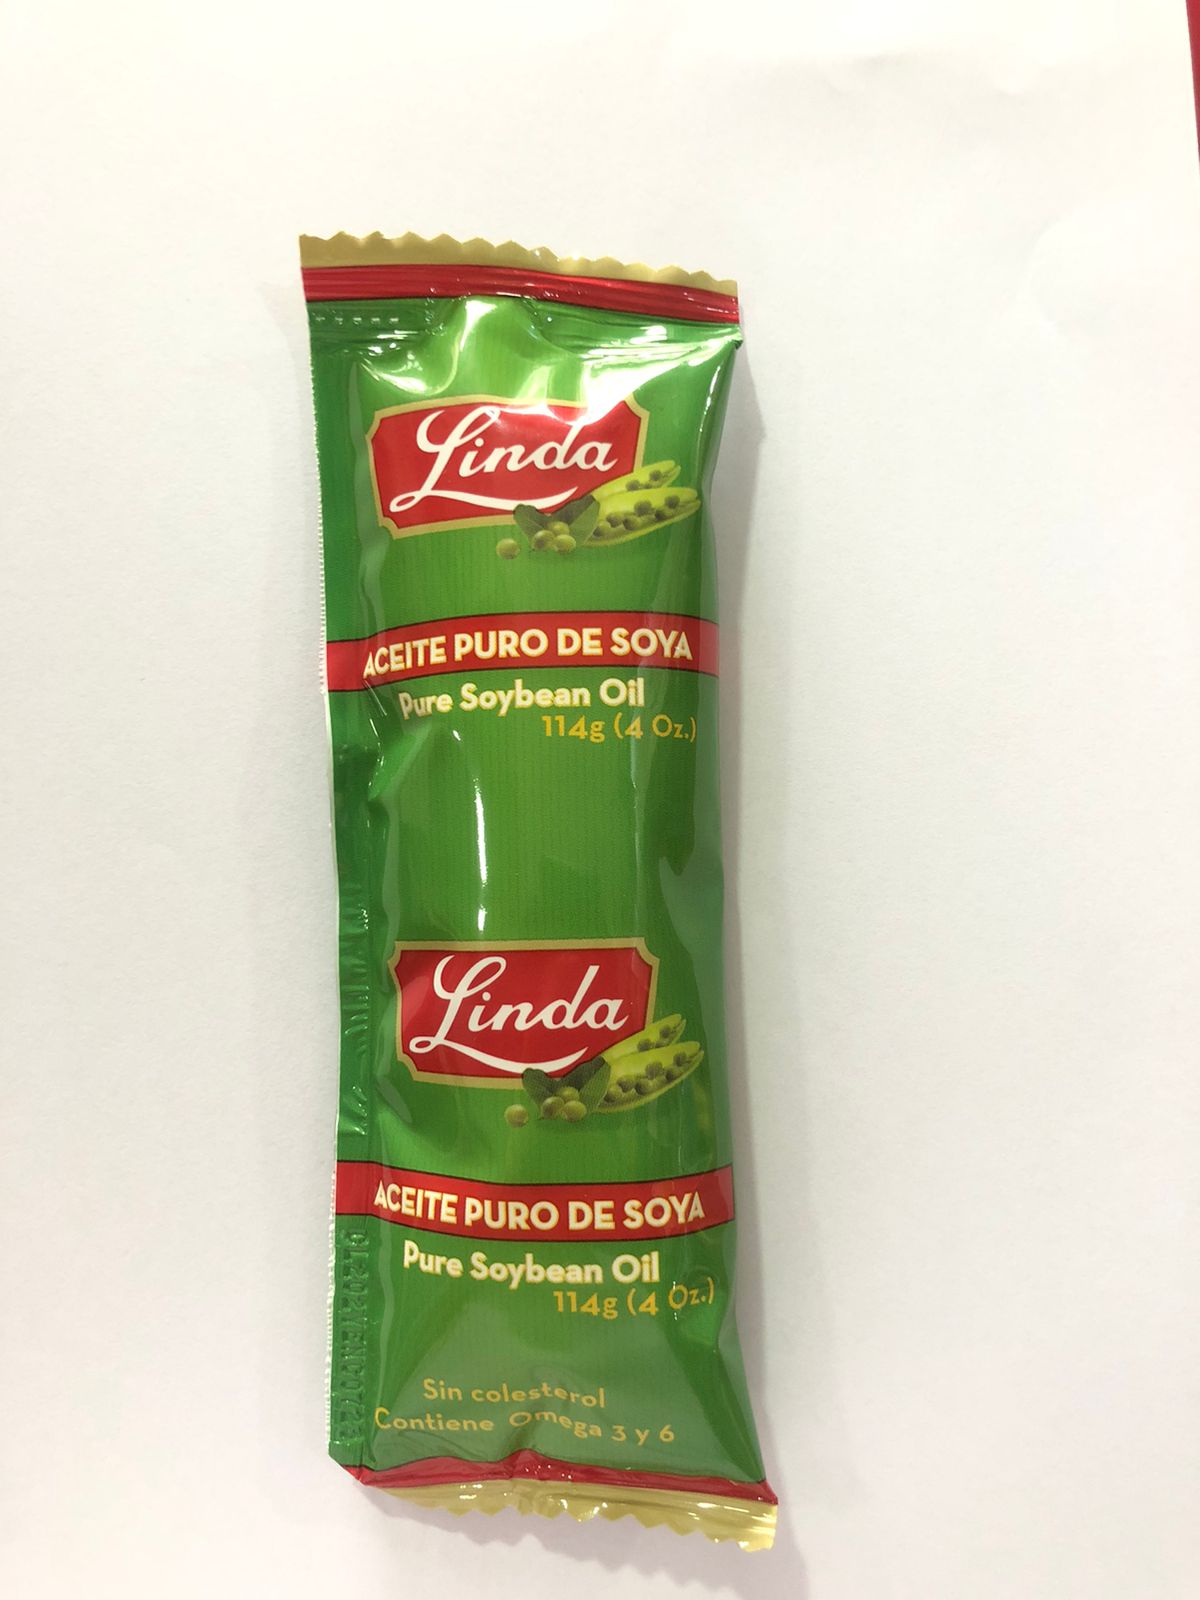 Linda
ACEITE PURO DE SOYA
Pure Soybean Oil
114g (4 Oz.)
Linda
ACEITE PURO DE SOYA
Pure Soybean Oil
114g (4 Oz.)
Sin colesterol
Contiene Omega 3 y 6